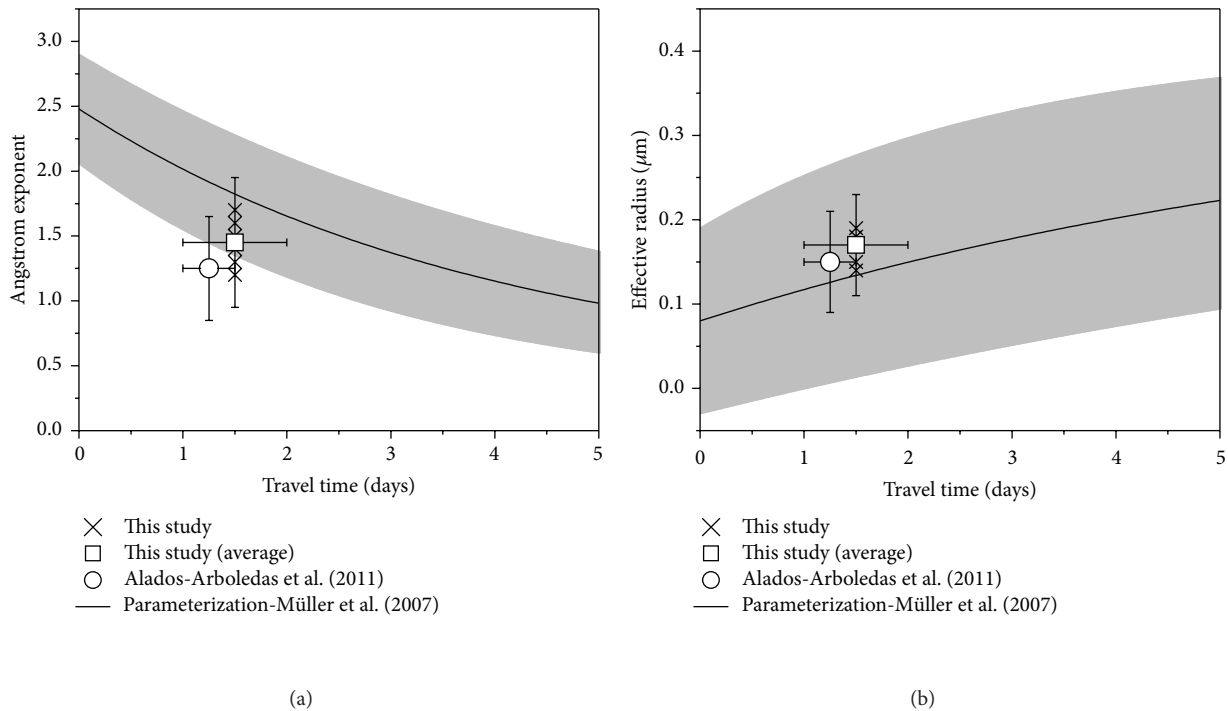 3.0
2.5
2.0
1.5
1.0
0.5
0.0
Angstrom exponent
0 1 2 3 4 5
Travel time (days)
This study
This study (average)
Alados-Arboledas et al. (2011)
Parameterization-Müller et al. (2007)
(a)
0.4
0.3
0.2
0.1
0.0
Effective radius (μm)
0 1 2 3 4 5
Travel time (days)
This study
This study (average)
Alados-Arboledas et al. (2011)
Parameterization-Müller et al. (2007)
(b)